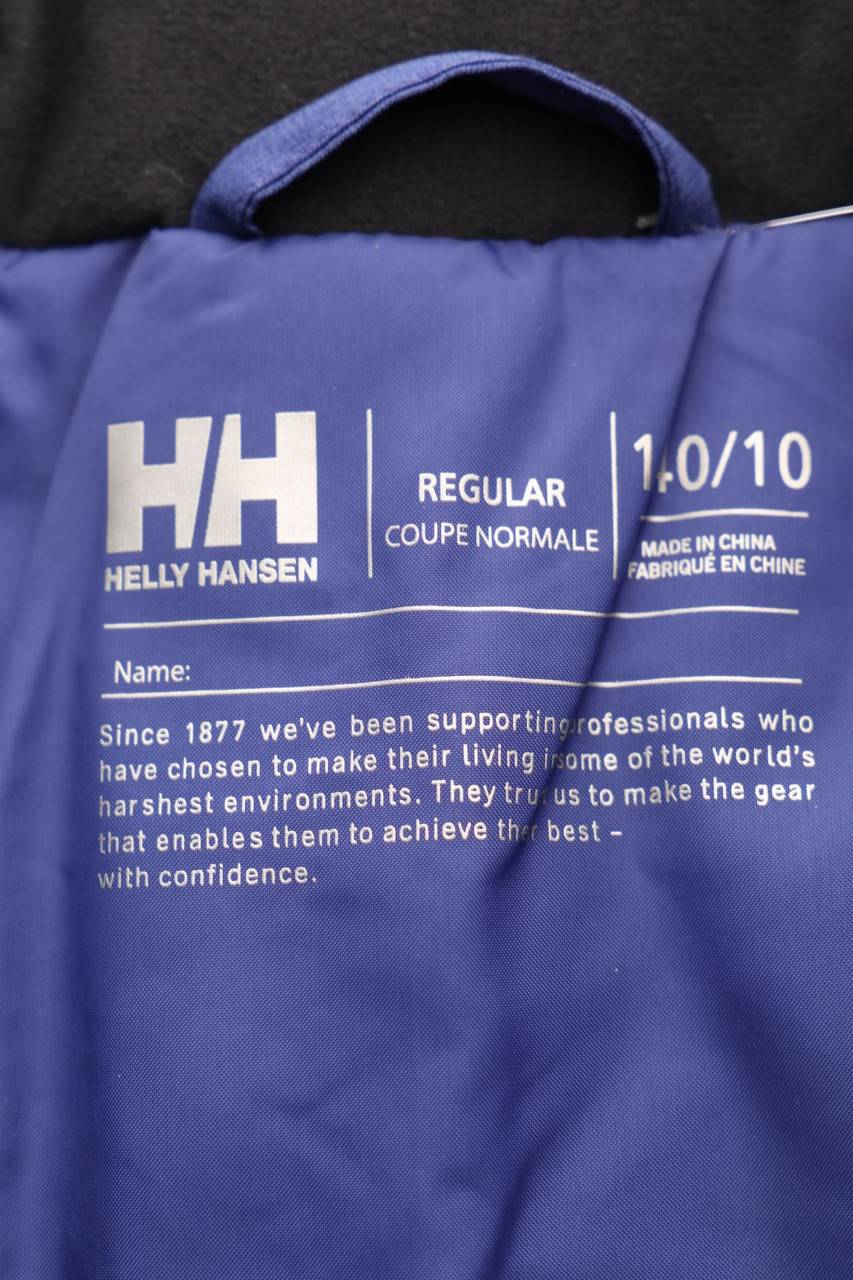 HH
HELLY HANSEN
REGULAR
COUPE NORMALE
140/10
MADE IN CHINA
FABRIQUÉ EN CHINE
Name:
Since 1877 we've been supporting who
have chosen to make their living of the world's
harshest environments. They us to make the gear
that enables them to achieve best –
with confidence.